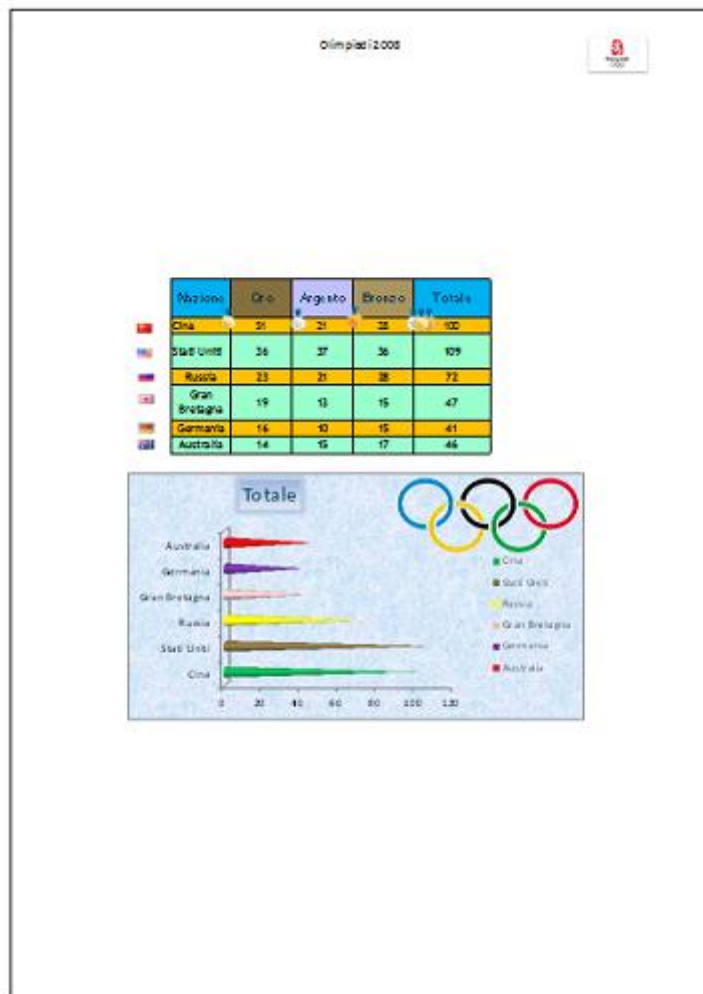 Olimpiadi 2008
Nazione Oro Argento Bronzo Totale
Cina 51 21 28 100
Stati Uniti 36 37 36 109
Russia 23 21 28 72
Gran Bretagna 19 13 15 47
Germania 16 10 15 41
Australia 14 15 17 46
Totale
Australia
Germania
Gran Bretagna
Russia
Stati Uniti
Cina
0 20 40 60 80 100 120
Cina
Stati Uniti
Russia
Gran Bretagna
Germania
Australia